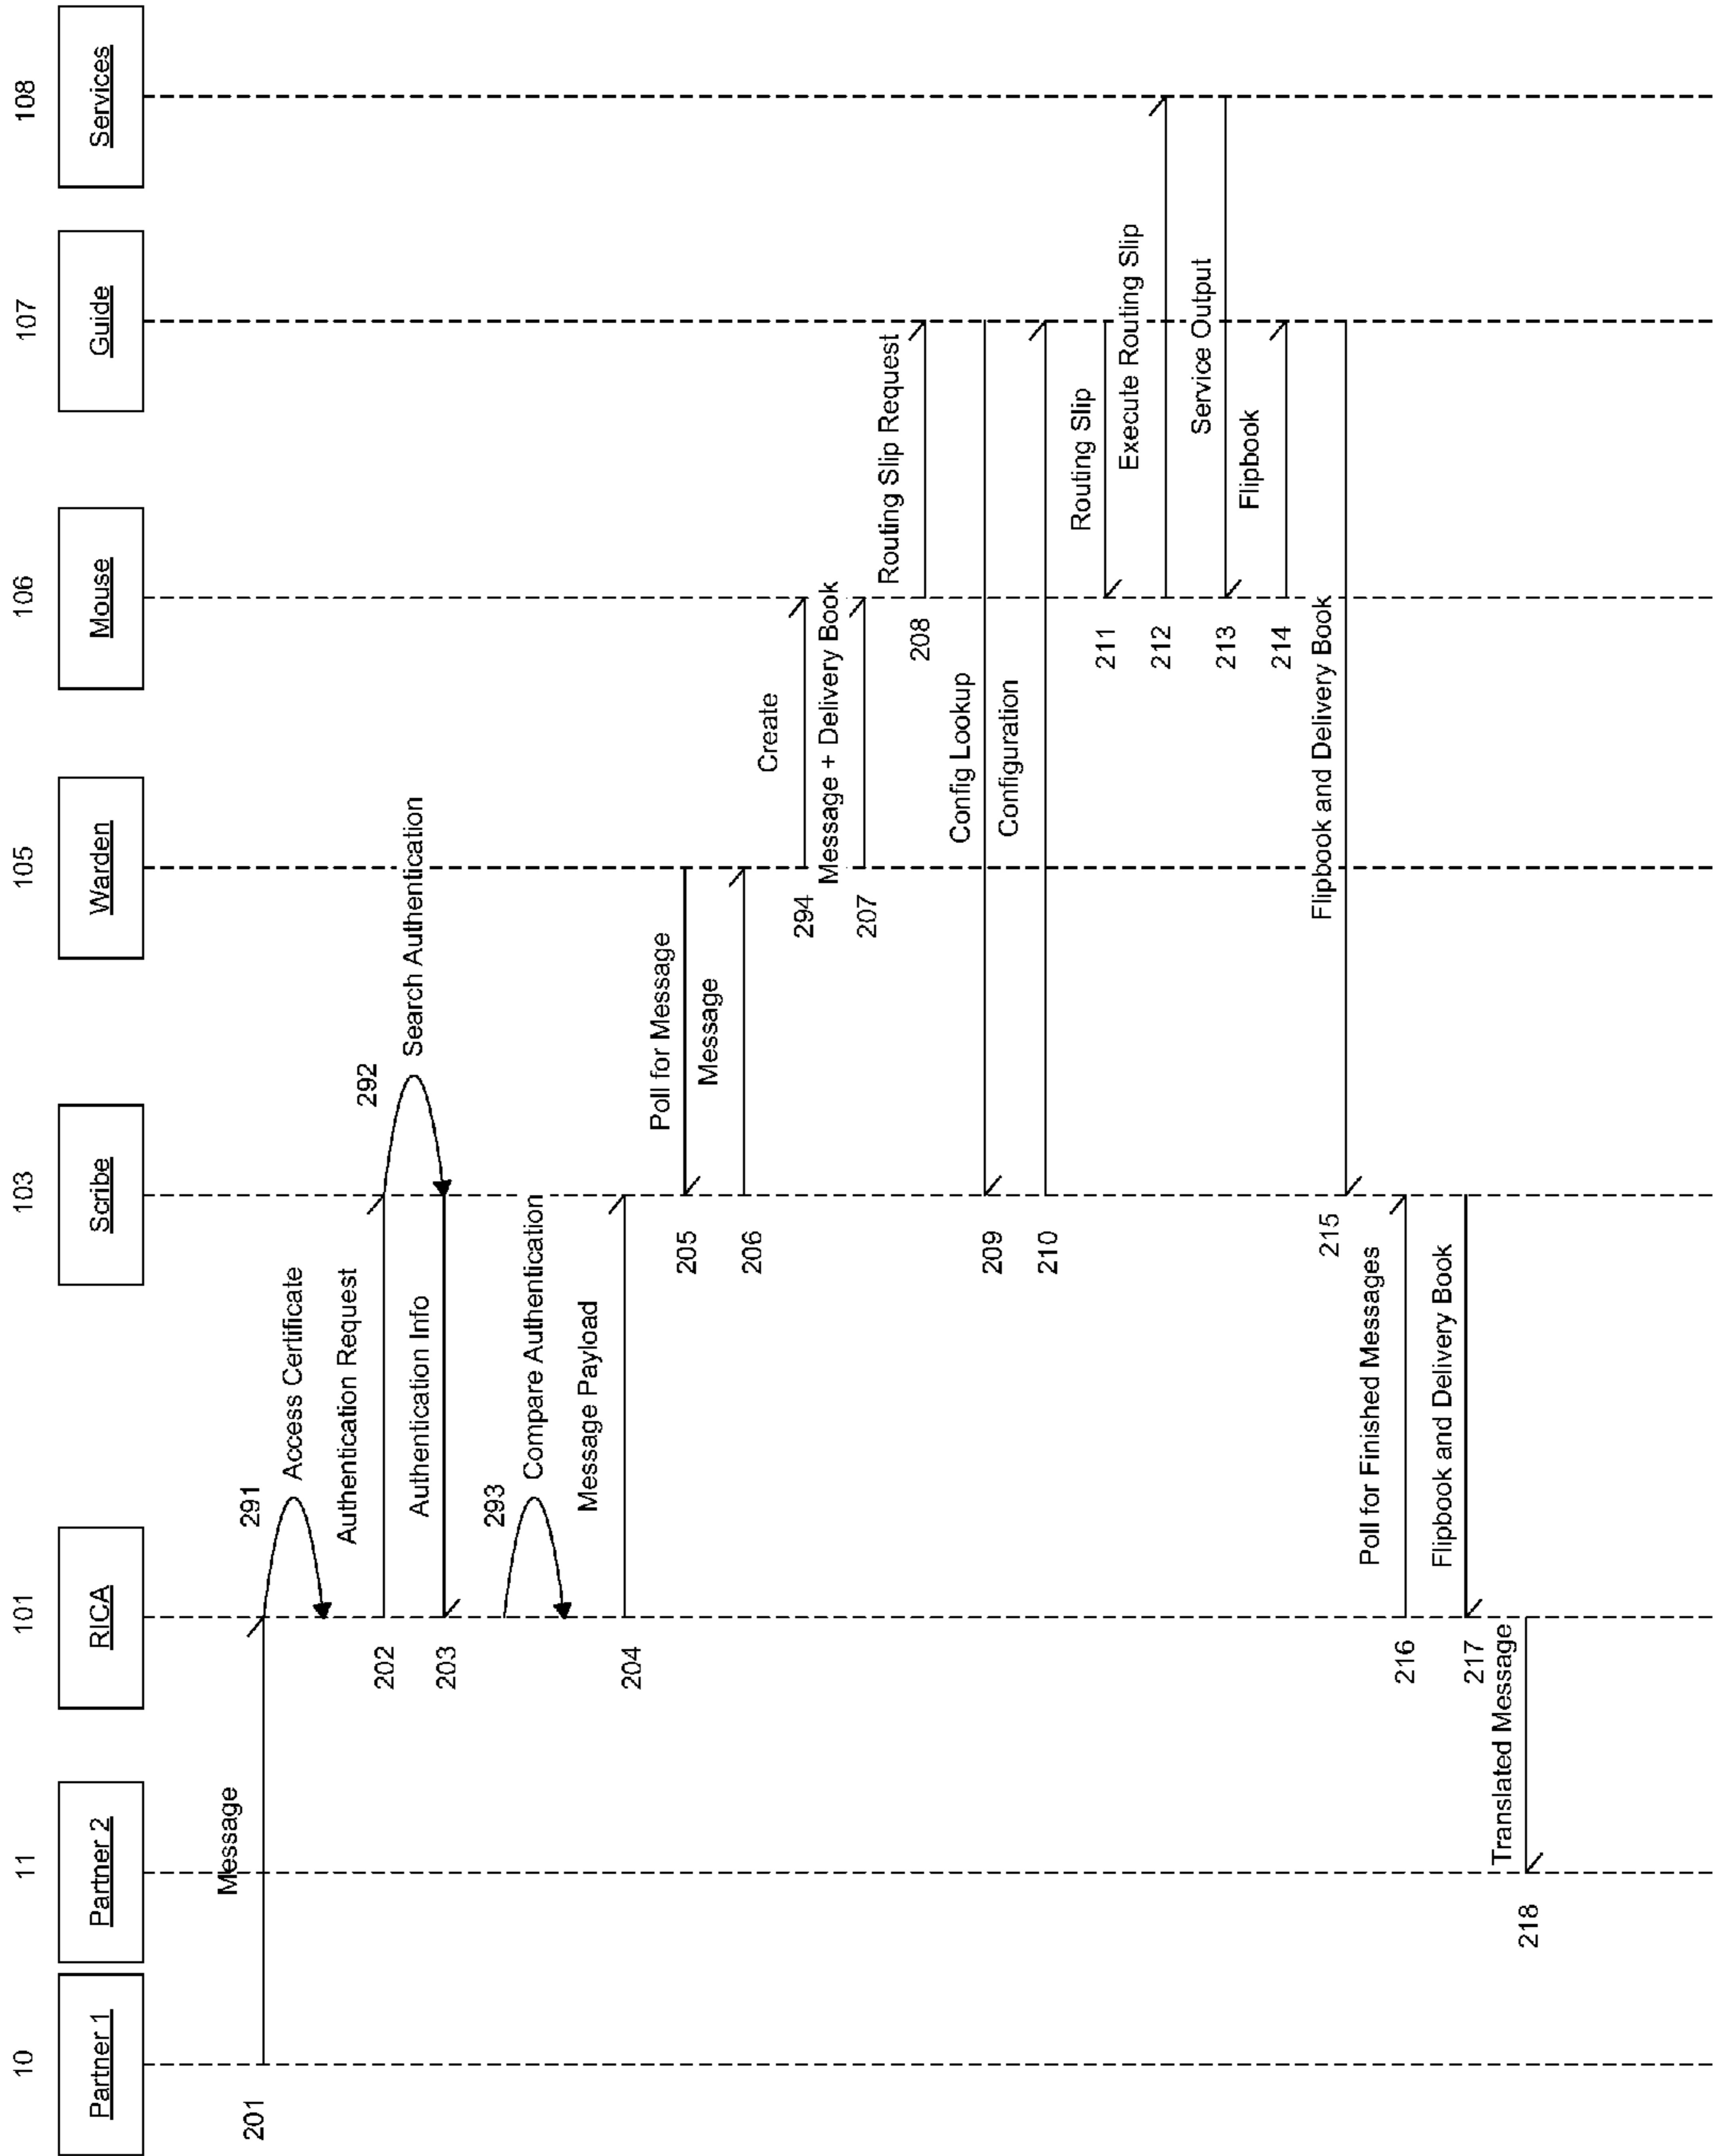 10
11
101
103
105
106
107
108
Partner 1
Partner 2
RICA
Scribe
Warden
Mouse
Guide
Services
Message
201
291
Access Certificate
Authentication Request
202
292
Search Authentication
Authentication Info
203
293
Compare Authentication
Message Payload
204
Poll for Message
205
Message
206
Create
294
Message + Delivery Book
207
Routing Slip Request
208
Config Lookup
209
Configuration
210
Routing Slip
211
Execute Routing Slip
212
Service Output
213
Flipbook
214
Flipbook and Delivery Book
215
Poll for Finished Messages
216
Flipbook and Delivery Book
217
Translated Message
218